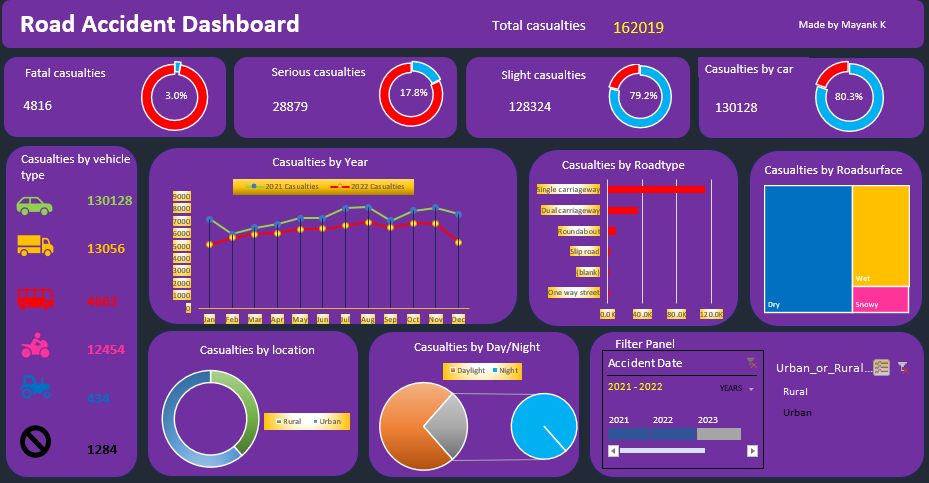 Road Accident Dashboard
Total casualties
162019
Made by Mayank K
Fatal casualties
4816
3.0%
Serious casualties
28879
17.8%
Slight casualties
128324
79.2%
Casualties by car
130128
80.3%
Casualties by vehicle
type
130128
13056
4663
12454
434
1284
Casualties by Year
2021 Casualties
2022 Casualties
9000
8000
7000
6000
5000
4000
3000
2000
1000
0
Jan
Feb
Mar
Apr
May
Jun
Jul
Aug
Sep
Oct
Nov
Dec
Casualties by Roadtype
Single carriageway
Dual carriageway
Roundabout
Slip road
(blank)
One way street
0.0K
40.0K
80.0K
120.0K
Casualties by Roadsurface
Dry
Wet
Snowy
Casualties by location
Rural
Urban
Casualties by Day/Night
Daylight
Night
Filter Panel
Accident Date
2021 - 2022
YEARS
2021
2022
2023
Urban_or_Rural...
Rural
Urban